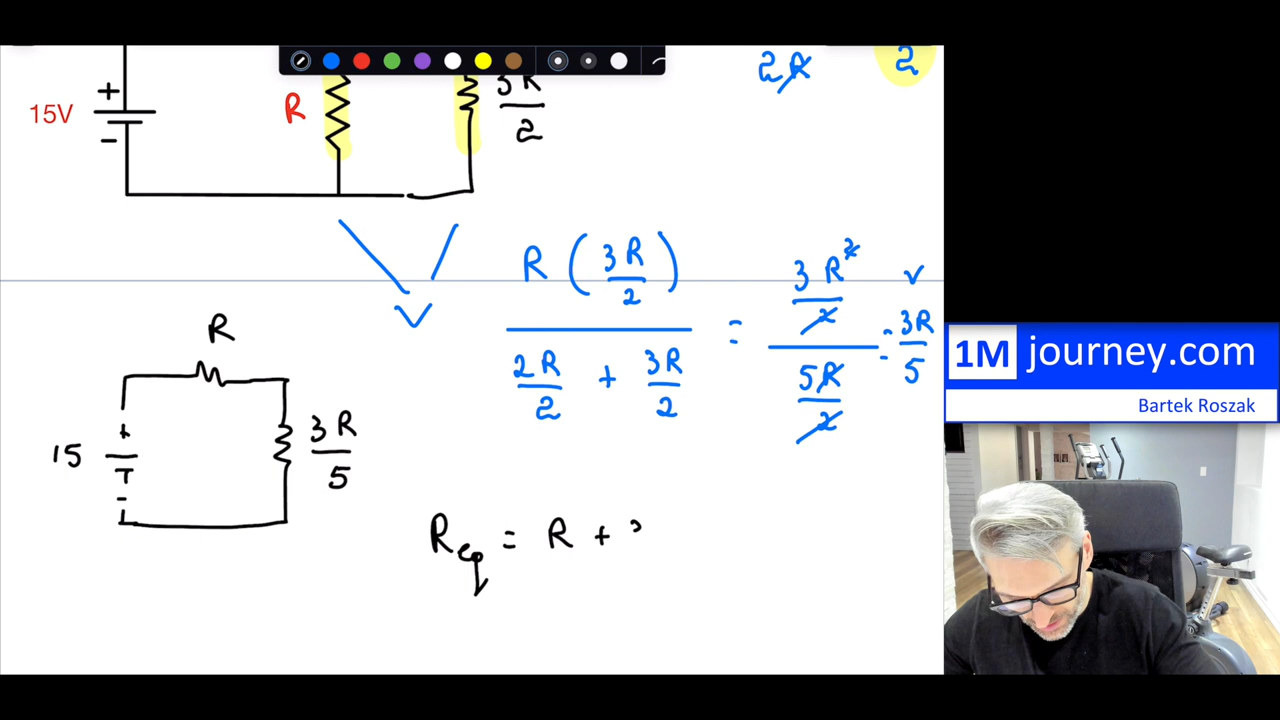 2R 2
+
15V
-
R
3R/2
R ( 3R/2 ) / ( 2R/2 + 3R/2 ) = ( 3R²/2 ) / ( 5R/2 ) = 3R/5
R
+
15
-
3R/5
Req = R +
1M journey.com
Bartek Roszak